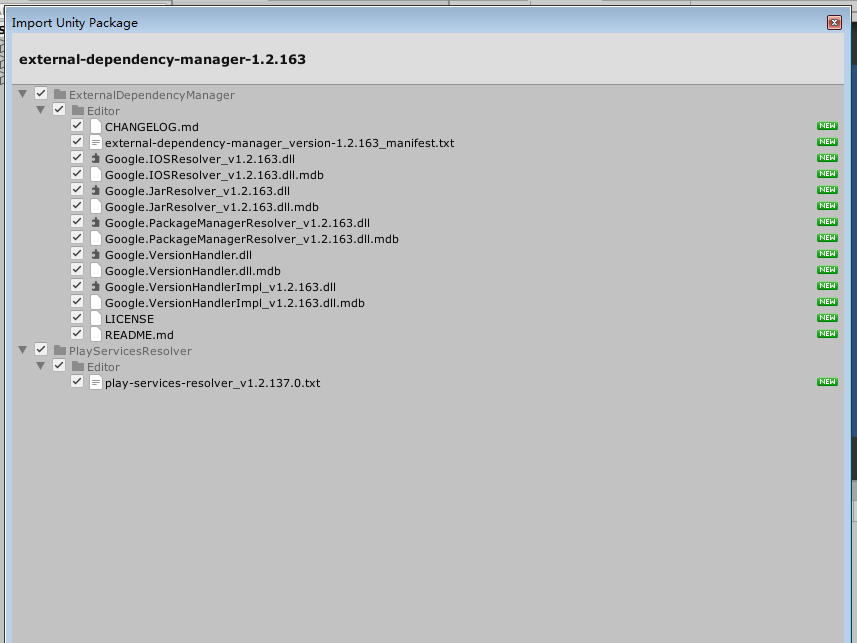 Import Unity Package
external-dependency-manager-1.2.163
ExternalDependencyManager
Editor
CHANGELOG.md NEW
external-dependency-manager_version-1.2.163_manifest.txt NEW
Google.IOSResolver_v1.2.163.dll NEW
Google.IOSResolver_v1.2.163.dll.mdb NEW
Google.JarResolver_v1.2.163.dll NEW
Google.JarResolver_v1.2.163.dll.mdb NEW
Google.PackageManagerResolver_v1.2.163.dll NEW
Google.PackageManagerResolver_v1.2.163.dll.mdb NEW
Google.VersionHandler.dll NEW
Google.VersionHandler.dll.mdb NEW
Google.VersionHandlerImpl_v1.2.163.dll NEW
Google.VersionHandlerImpl_v1.2.163.dll.mdb NEW
LICENSE NEW
README.md NEW
PlayServicesResolver
Editor
play-services-resolver_v1.2.137.0.txt NEW